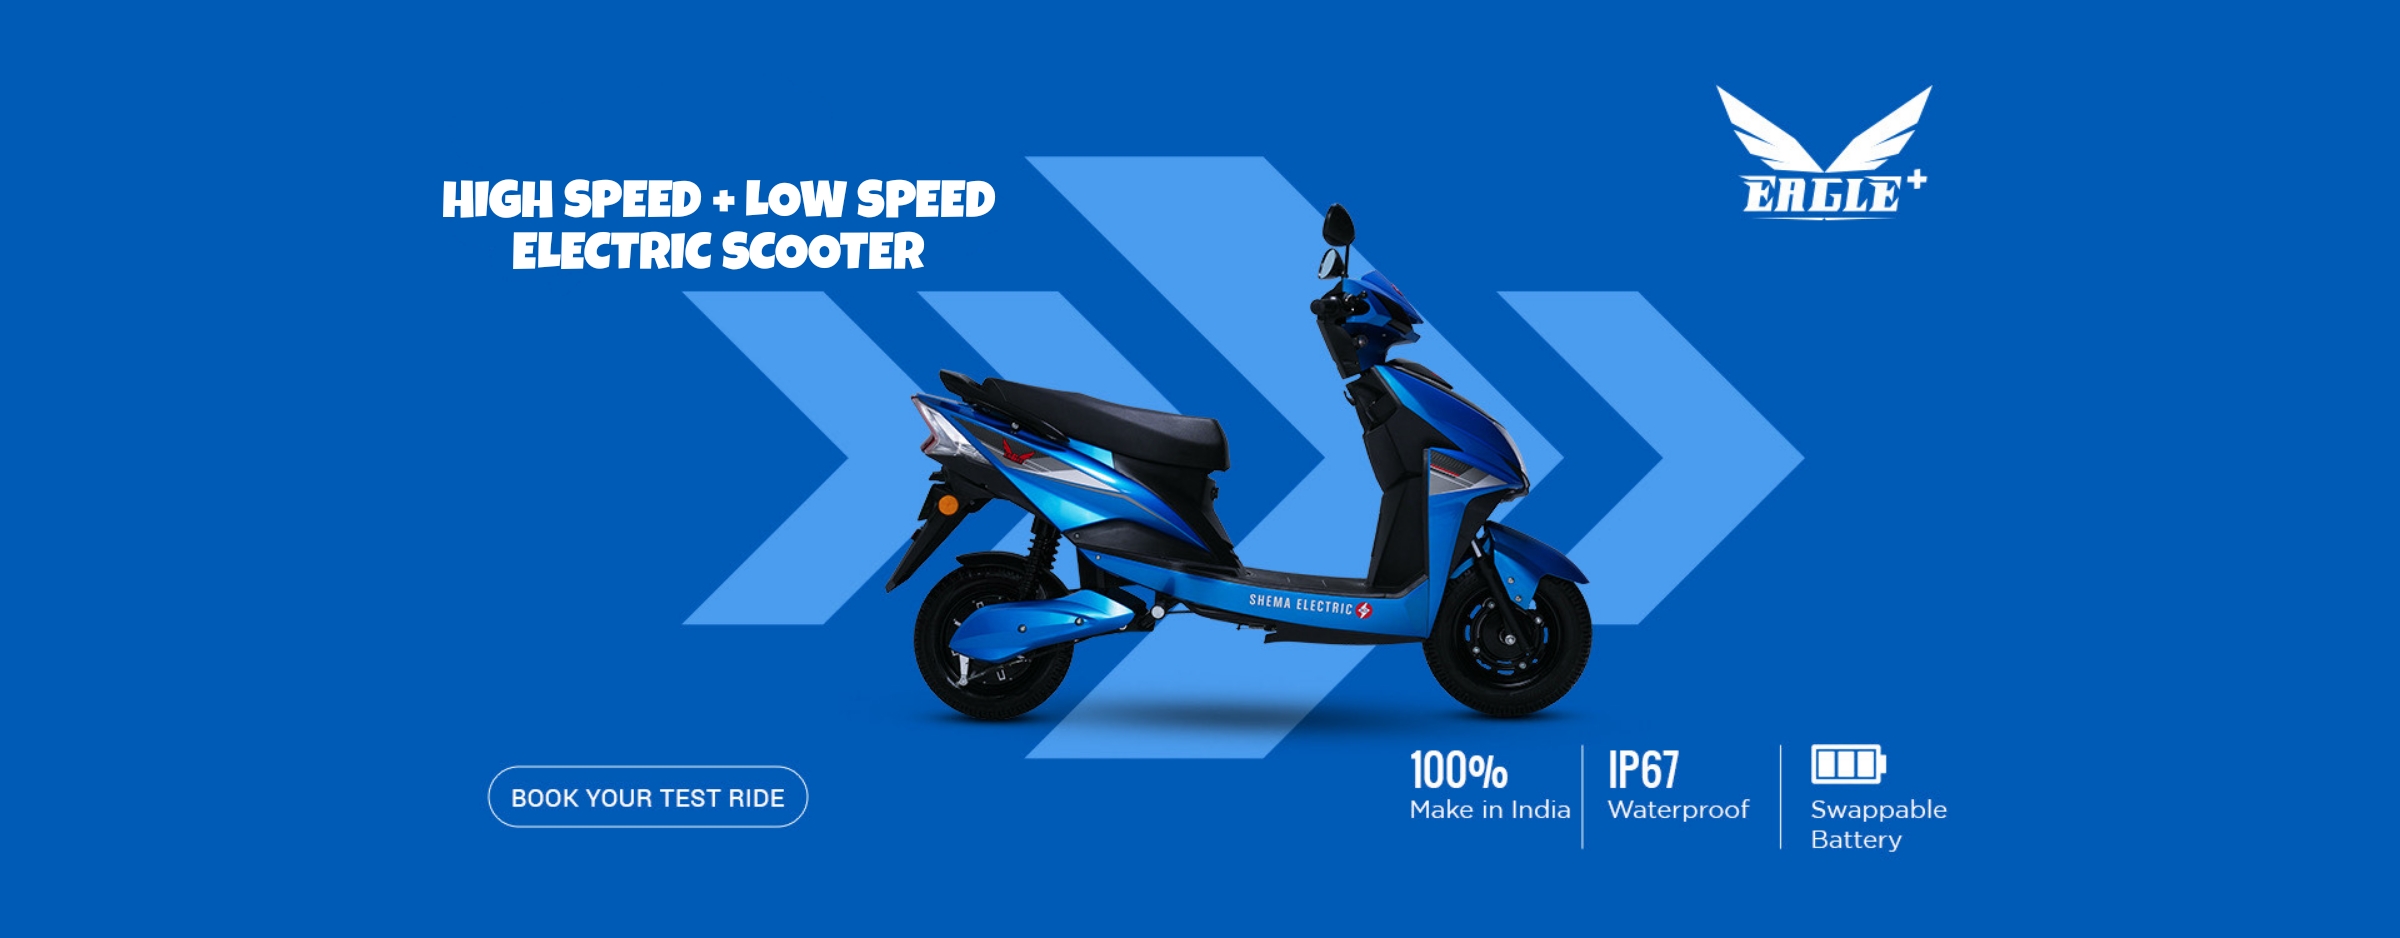 HIGH SPEED + LOW SPEED
ELECTRIC SCOOTER
EAGLE+
SHEMA ELECTRIC
BOOK YOUR TEST RIDE
100%
Make in India
IP67
Waterproof
Swappable
Battery